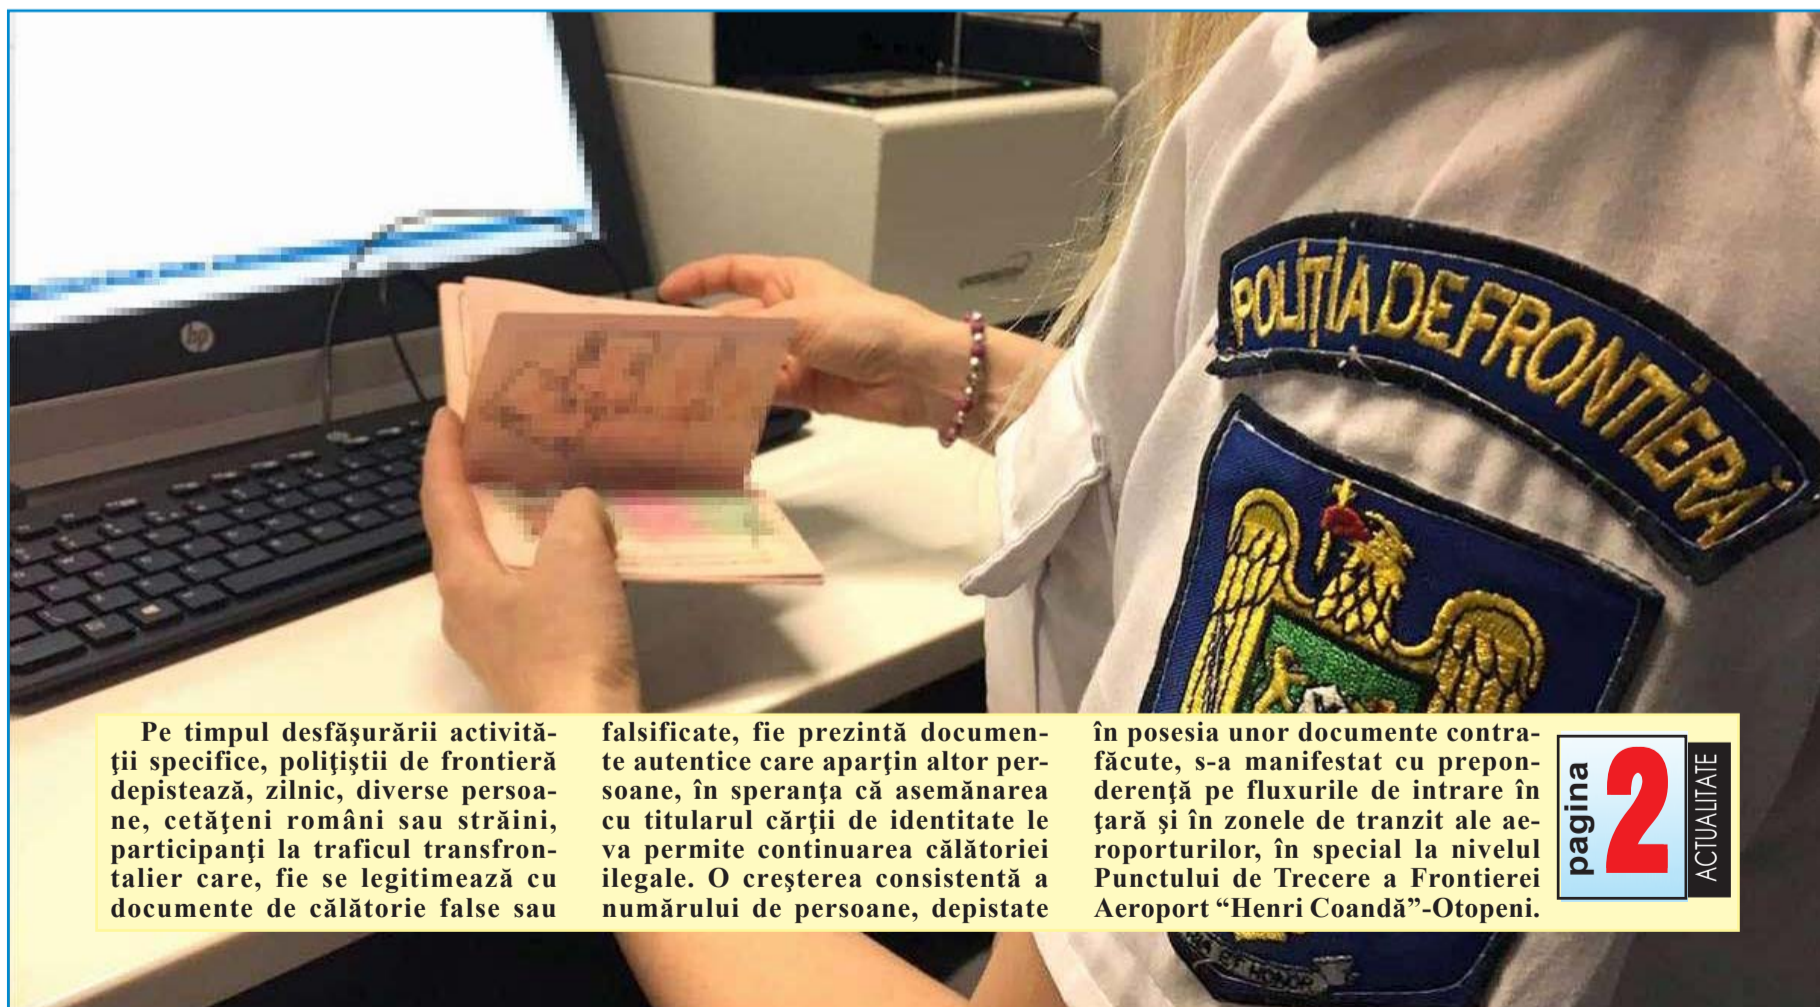 hp
POLIȚIA DE FRONTIERĂ
ET HONOR
Pe timpul desfăşurării activită-
ţii specifice, poliţiştii de frontieră
depistează, zilnic, diverse persoa-
ne, cetăţeni români sau străini,
participanţi la traficul transfron-
talier care, fie se legitimează cu
documente de călătorie false sau
falsificate, fie prezintă documen-
te autentice care aparţin altor per-
soane, în speranţa că asemănarea
cu titularul cărţii de identitate le
va permite continuarea călătoriei
ilegale. O creşterea consistentă a
numărului de persoane, depistate
în posesia unor documente contra-
făcute, s-a manifestat cu prepon-
derenţă pe fluxurile de intrare în
ţară şi în zonele de tranzit ale ae-
roporturilor, în special la nivelul
Punctului de Trecere a Frontierei
Aeroport “Henri Coandă”-Otopeni.
pagina
2
ACTUALITATE